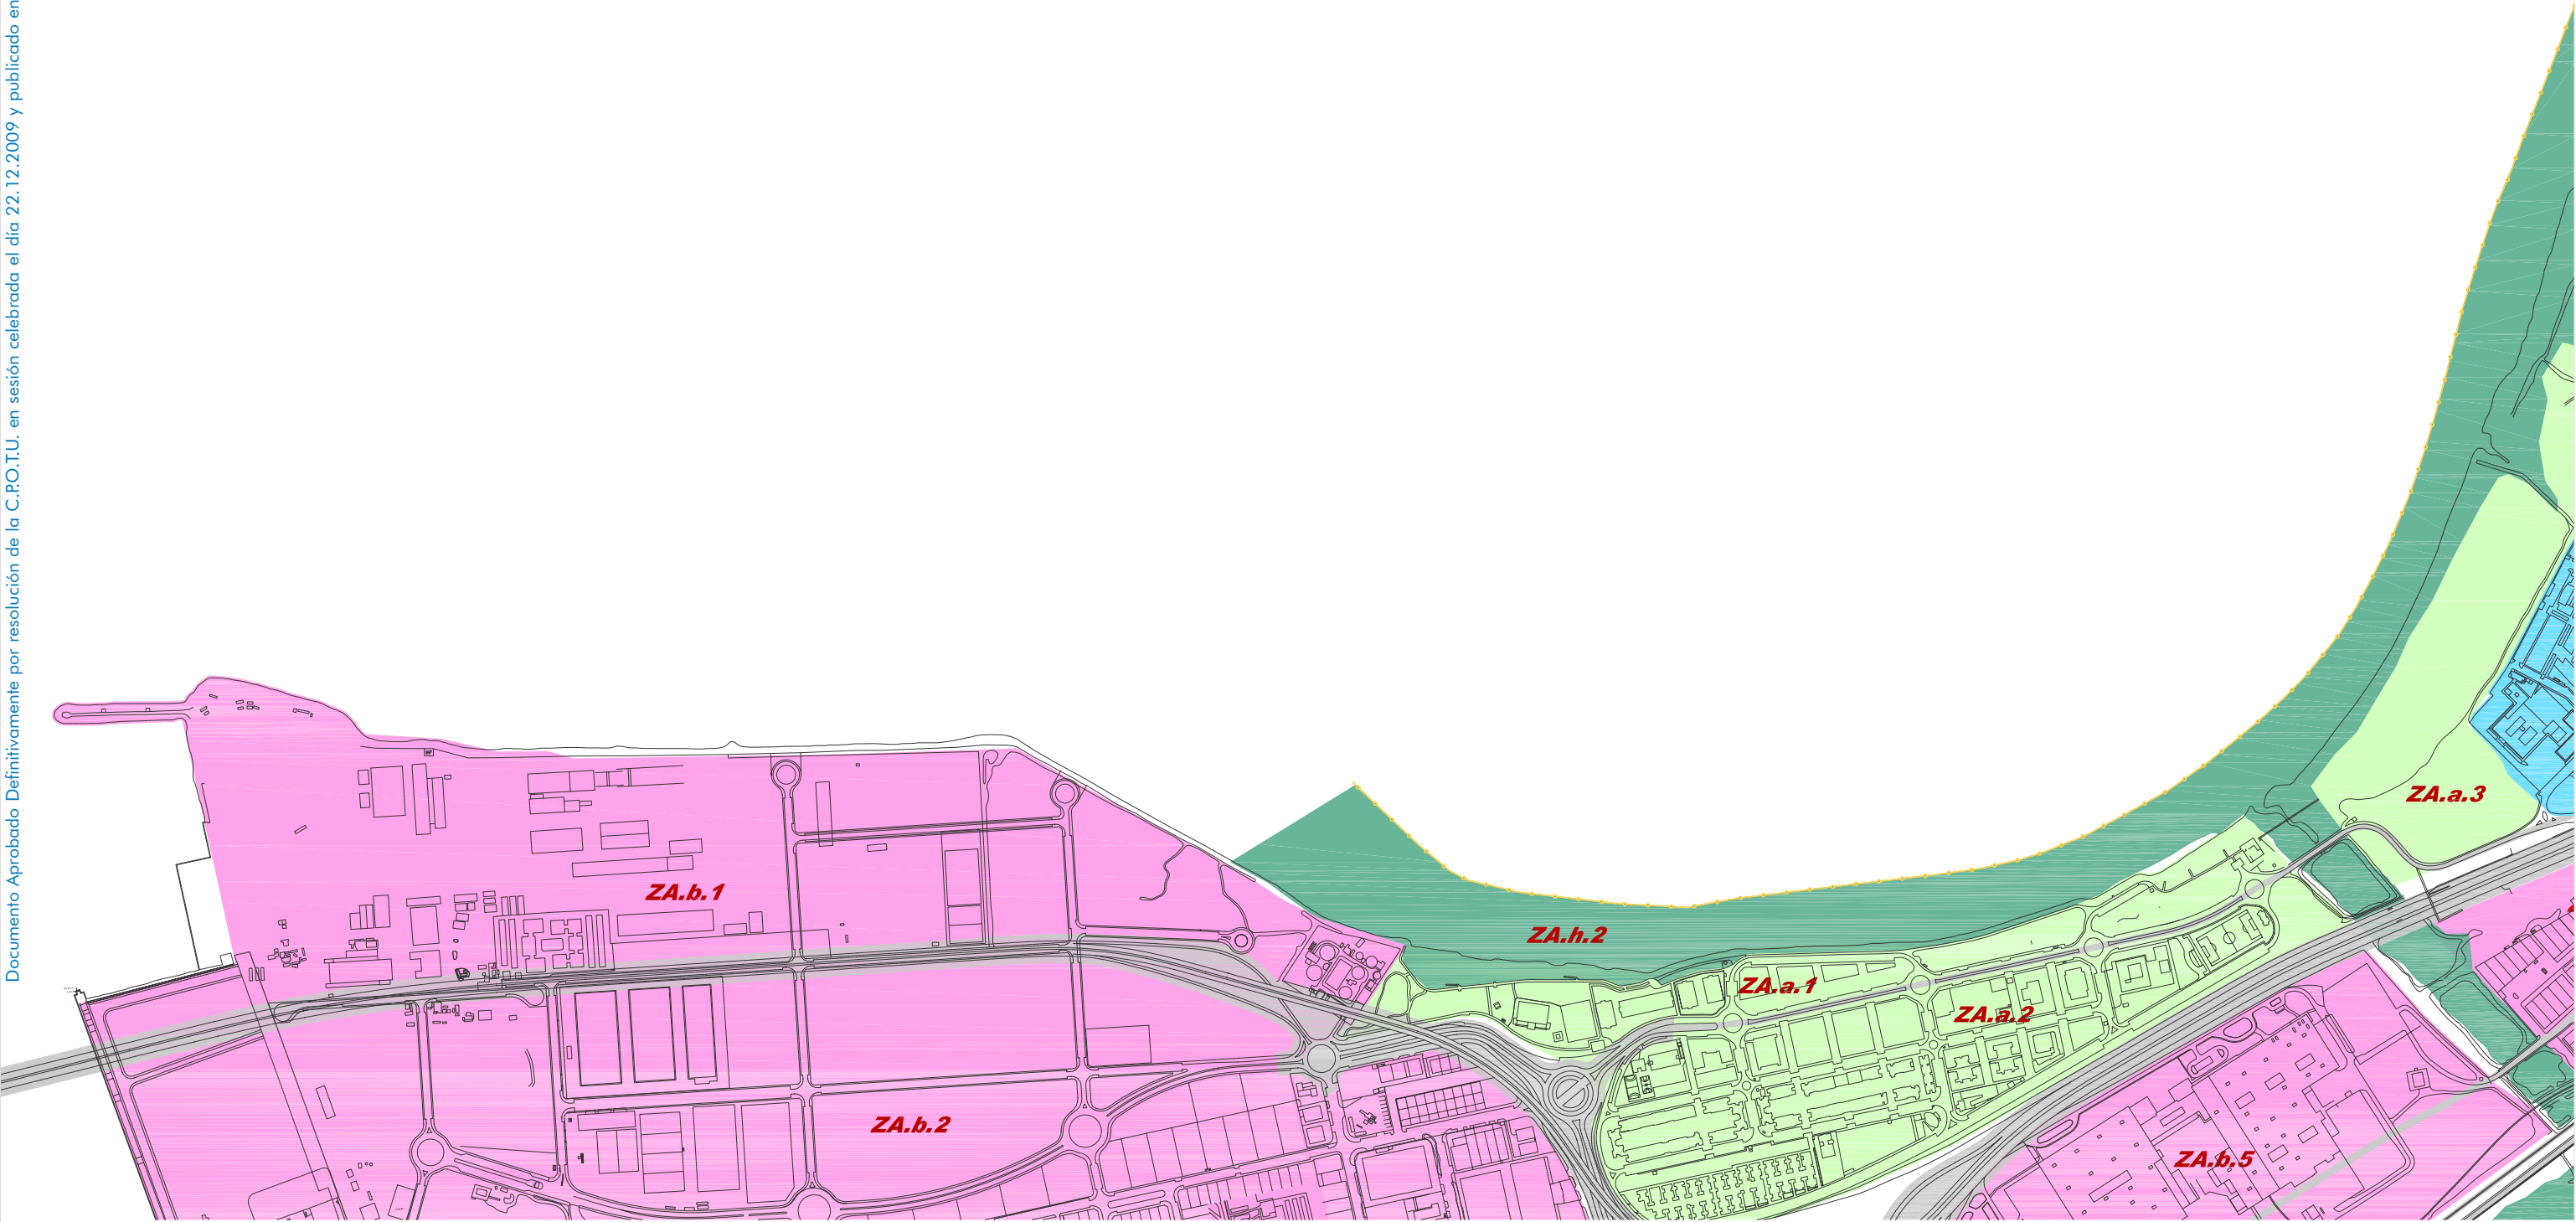 Documento Aprobado Definitivamente por resolución de la C.P.O.T.U. en sesión celebrada el día 22.12.2009 y publicado en
ZA.a.3
ZA.b.1
ZA.h.2
ZA.a.1
ZA.a.2
ZA.b.2
ZA.b.5